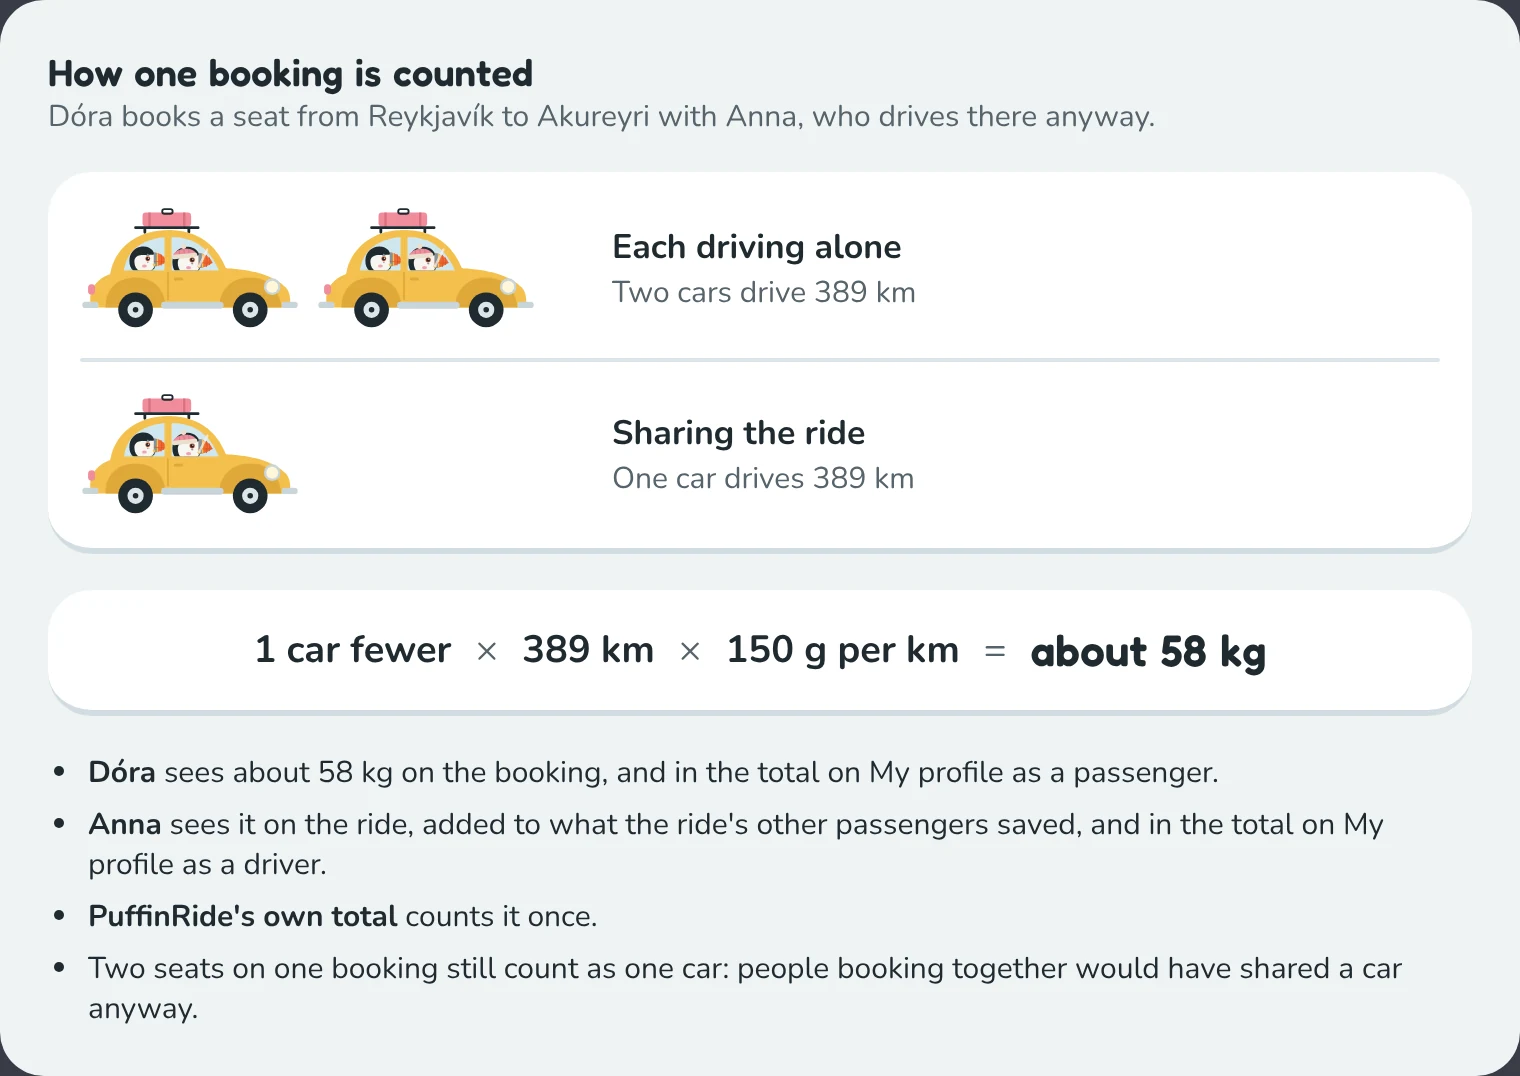 How one booking is counted
Dóra books a seat from Reykjavík to Akureyri with Anna, who drives there anyway.
Each driving alone
Two cars drive 389 km
Sharing the ride
One car drives 389 km
1 car fewer × 389 km × 150 g per km = about 58 kg
• Dóra sees about 58 kg on the booking, and in the total on My profile as a passenger.
• Anna sees it on the ride, added to what the ride's other passengers saved, and in the total on My
profile as a driver.
• PuffinRide's own total counts it once.
• Two seats on one booking still count as one car: people booking together would have shared a car
anyway.